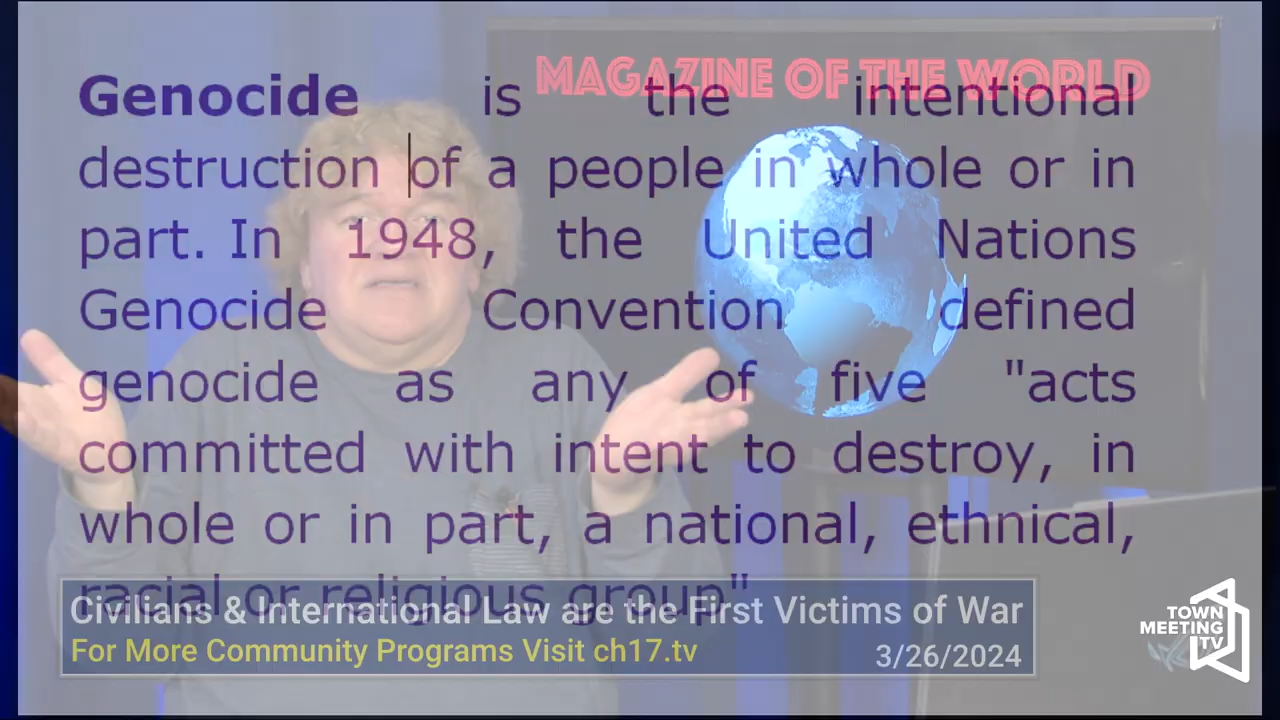 MAGAZINE OF THE WORLD
Genocide is the intentional
destruction of a people in whole or in
part. In 1948, the United Nations
Genocide Convention defined
genocide as any of five "acts
committed with intent to destroy, in
whole or in part, a national, ethnical,
racial or religious group"
Civilians & International Law are the First Victims of War
For More Community Programs Visit ch17.tv
3/26/2024
TOWN
MEETING
TV